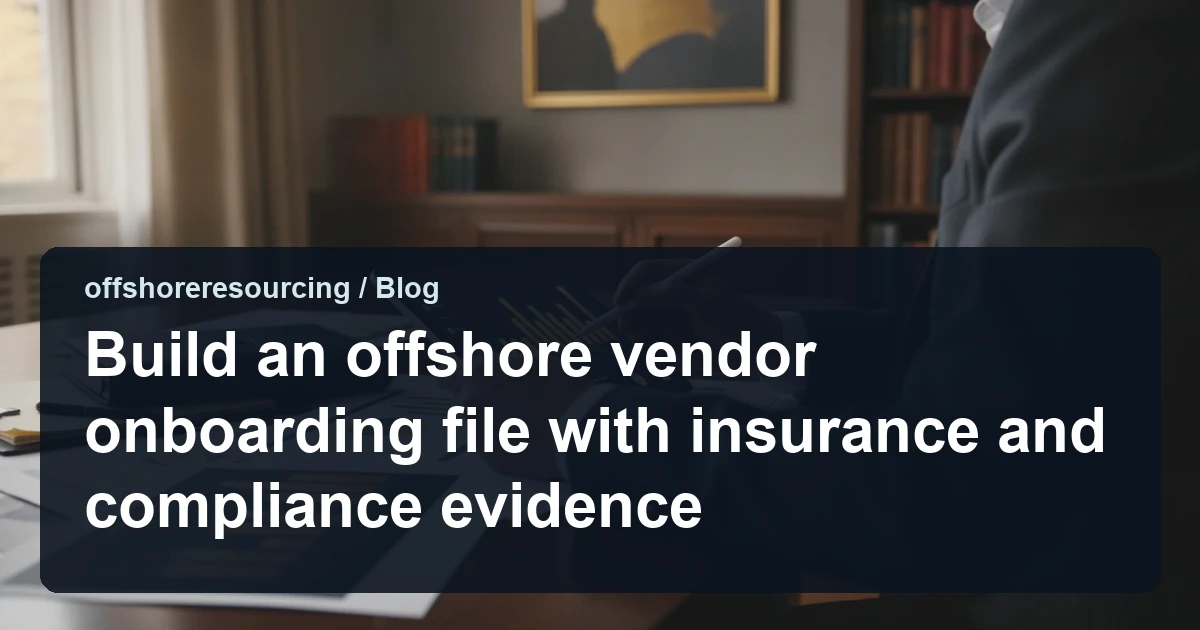 offshoreresourcing / Blog
Build an offshore vendor
onboarding file with insurance and
compliance evidence